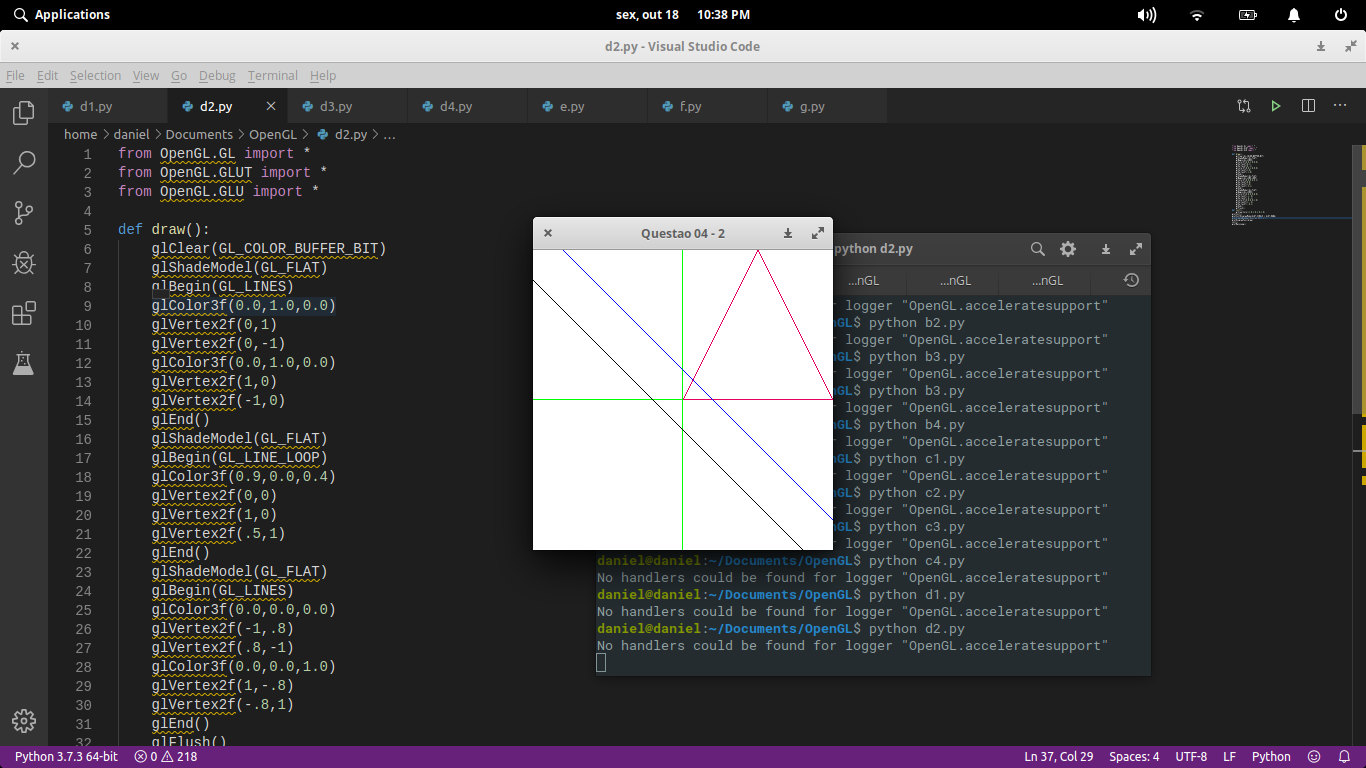 Applications
sex, out 18 10:38 PM
d2.py - Visual Studio Code
File Edit Selection View Go Debug Terminal Help
d1.py d2.py d3.py d4.py e.py f.py g.py
home > daniel > Documents > OpenGL > d2.py > ...
1 from OpenGL.GL import *
2 from OpenGL.GLUT import *
3 from OpenGL.GLU import *
4
5 def draw():
6 glClear(GL_COLOR_BUFFER_BIT)
7 glShadeModel(GL_FLAT)
8 glBegin(GL_LINES)
9 glColor3f(0.0,1.0,0.0)
10 glVertex2f(0,1)
11 glVertex2f(0,-1)
12 glColor3f(0.0,1.0,0.0)
13 glVertex2f(1,0)
14 glVertex2f(-1,0)
15 glEnd()
16 glShadeModel(GL_FLAT)
17 glBegin(GL_LINE_LOOP)
18 glColor3f(0.9,0.0,0.4)
19 glVertex2f(0,0)
20 glVertex2f(1,0)
21 glVertex2f(.5,1)
22 glEnd()
23 glShadeModel(GL_FLAT)
24 glBegin(GL_LINES)
25 glColor3f(0.0,0.0,0.0)
26 glVertex2f(-1,.8)
27 glVertex2f(.8,-1)
28 glColor3f(0.0,0.0,1.0)
29 glVertex2f(1,-.8)
30 glVertex2f(-.8,1)
31 glEnd()
32 glFlush()
Questao 04 - 2
python d2.py
...nGL ...nGL ...nGL
r logger "OpenGL.acceleratesupport"
nGL$ python b2.py
r logger "OpenGL.acceleratesupport"
nGL$ python b3.py
r logger "OpenGL.acceleratesupport"
nGL$ python b3.py
r logger "OpenGL.acceleratesupport"
nGL$ python b4.py
r logger "OpenGL.acceleratesupport"
nGL$ python c1.py
r logger "OpenGL.acceleratesupport"
nGL$ python c2.py
r logger "OpenGL.acceleratesupport"
nGL$ python c3.py
r logger "OpenGL.acceleratesupport"
daniel@daniel:~/Documents/OpenGL$ python c4.py
No handlers could be found for logger "OpenGL.acceleratesupport"
daniel@daniel:~/Documents/OpenGL$ python d1.py
No handlers could be found for logger "OpenGL.acceleratesupport"
daniel@daniel:~/Documents/OpenGL$ python d2.py
No handlers could be found for logger "OpenGL.acceleratesupport"
Python 3.7.3 64-bit 0 218 Ln 37, Col 29 Spaces: 4 UTF-8 LF Python